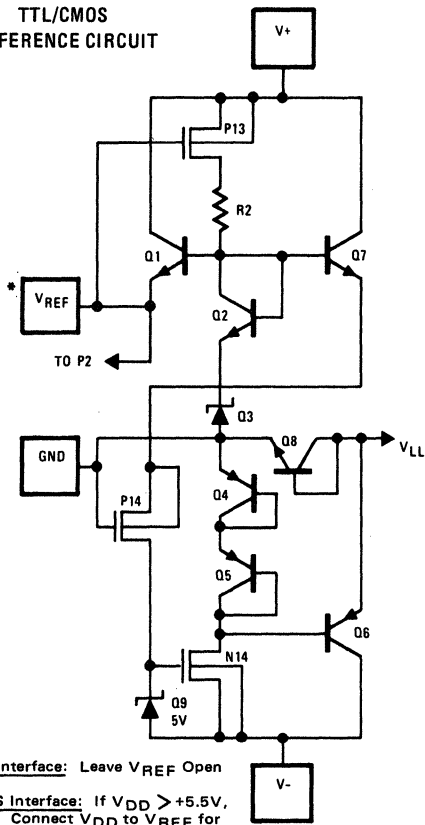 TTL/CMOS
FERENCE CIRCUIT
V+
P13
R2
Q1
Q7
* VREF
Q2
TO P2
Q3
GND
Q8
VLL
P14
Q4
Q5
Q6
N14
Q9
5V
nterface: Leave VREF Open
S Interface: If VDD > +5.5V,
Connect VDD to VREF for
V-